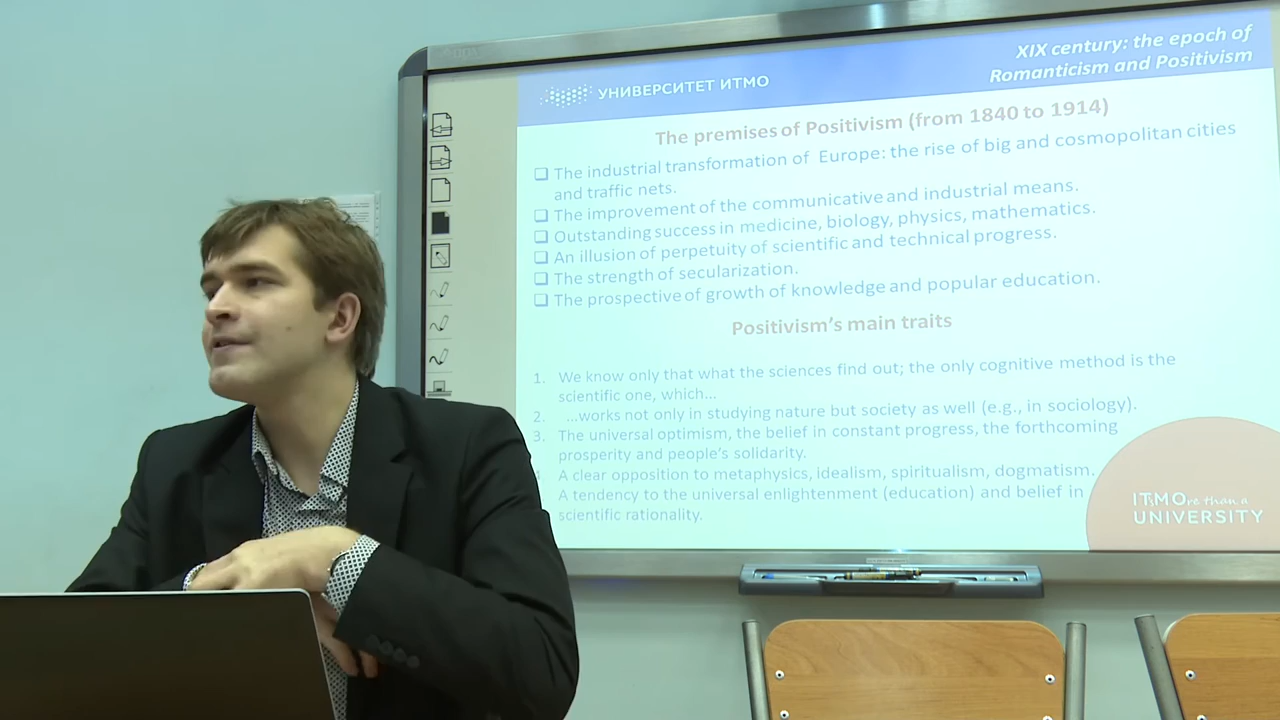 XIX century: the epoch of
Romanticism and Positivism
УНИВЕРСИТЕТ ИТМО
The premises of Positivism (from 1840 to 1914)
❑ The industrial transformation of Europe: the rise of big and cosmopolitan cities
and traffic nets.
❑ The improvement of the communicative and industrial means.
❑ Outstanding success in medicine, biology, physics, mathematics.
❑ An illusion of perpetuity of scientific and technical progress.
❑ The strength of secularization.
❑ The prospective of growth of knowledge and popular education.
Positivism's main traits
1. We know only that what the sciences find out; the only cognitive method is the
scientific one, which...
2. ...works not only in studying nature but society as well (e.g., in sociology).
3. The universal optimism, the belief in constant progress, the forthcoming
prosperity and people's solidarity.
A clear opposition to metaphysics, idealism, spiritualism, dogmatism.
A tendency to the universal enlightenment (education) and belief in
scientific rationality.
ITsMOre than a
UNIVERSITY